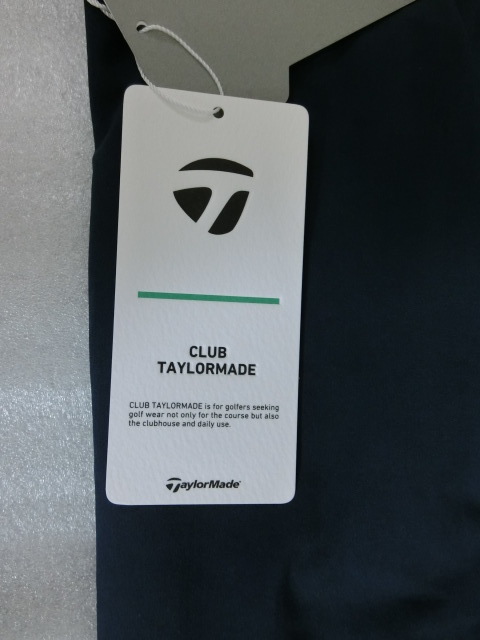 CLUB
TAYLORMADE
CLUB TAYLORMADE is for golfers seeking
golf wear not only for the course but also
the clubhouse and daily use.
TaylorMade